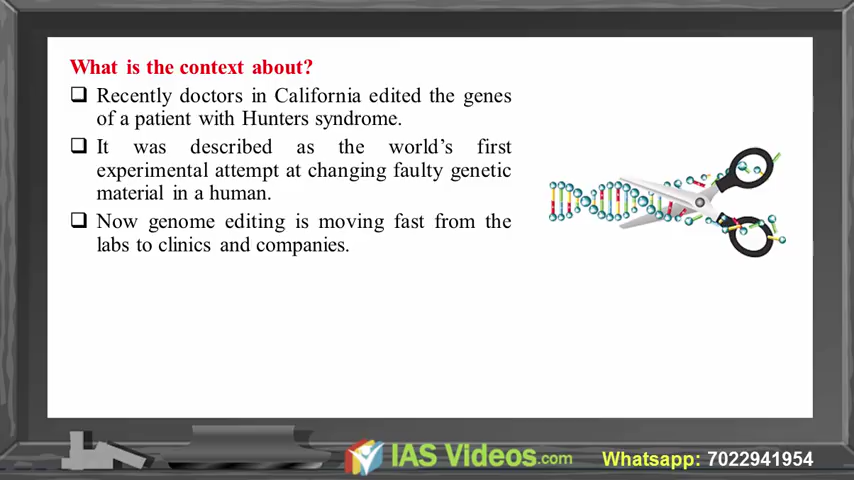 What is the context about?
❑ Recently doctors in California edited the genes
of a patient with Hunters syndrome.
❑ It was described as the world's first
experimental attempt at changing faulty genetic
material in a human.
❑ Now genome editing is moving fast from the
labs to clinics and companies.
IAS Videos.com
Whatsapp: 7022941954